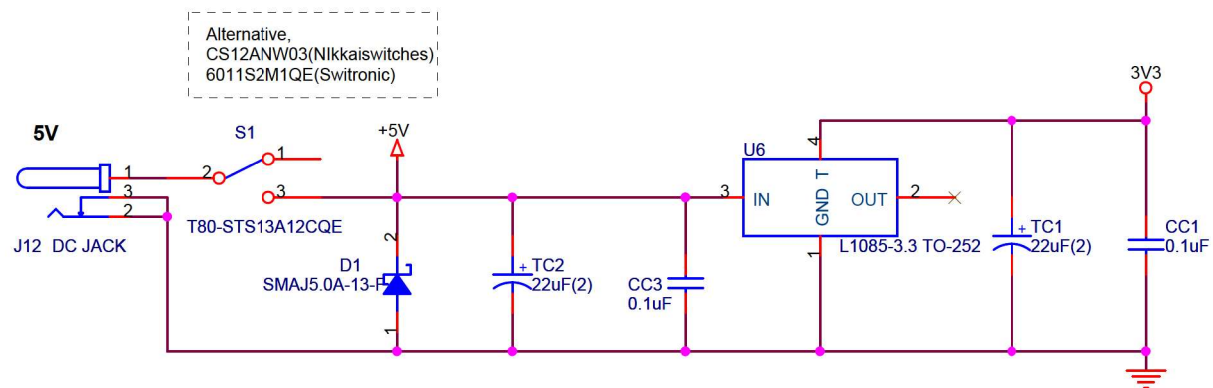 Alternative,
CS12ANW03(NIkkaiswitches)
6011S2M1QE(Switronic)
3V3
5V
S1
+5V
1
2
3
1
3
2
T80-STS13A12CQE
J12 DC JACK
U6
4
3
IN
GND
T
OUT
2
1
L1085-3.3 TO-252
2
D1
SMAJ5.0A-13-F
1
+
TC2
22uF(2)
CC3
0.1uF
+
TC1
22uF(2)
CC1
0.1uF